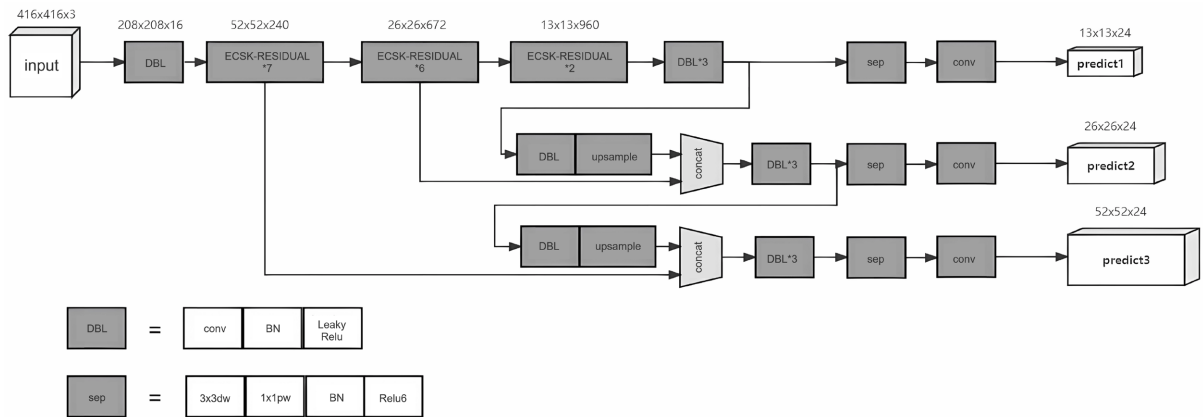 416x416x3
208x208x16
52x52x240
26x26x672
13x13x960
13x13x24
input
DBL
ECSK-RESIDUAL
*7
ECSK-RESIDUAL
*6
ECSK-RESIDUAL
*2
DBL*3
sep
conv
predict1
26x26x24
DBL
upsample
concat
DBL*3
sep
conv
predict2
52x52x24
DBL
upsample
concat
DBL*3
sep
conv
predict3
DBL
=
conv
BN
Leaky
Relu
sep
=
3x3dw
1x1pw
BN
Relu6